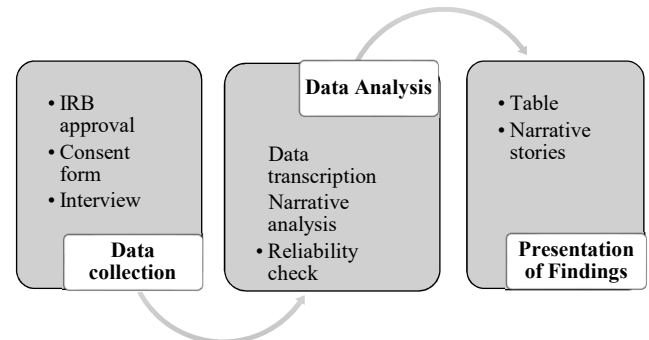 • IRB
approval
• Consent
form
• Interview
Data
collection
Data Analysis
Data
transcription
Narrative
analysis
• Reliability
check
• Table
• Narrative
stories
Presentation
of Findings